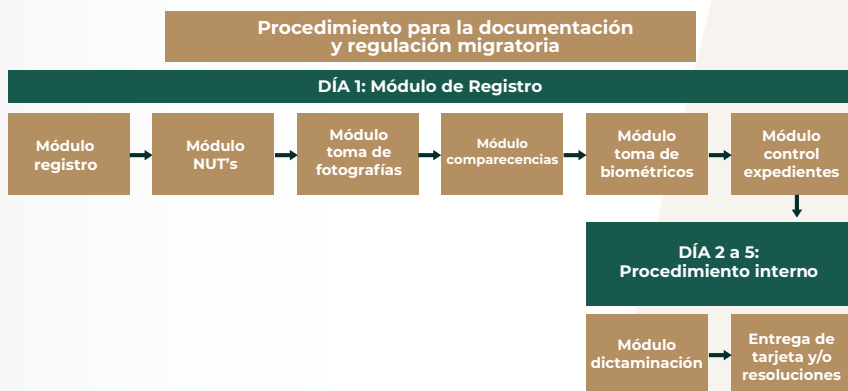 Procedimiento para la documentación
y regulación migratoria
DÍA 1: Módulo de Registro
Módulo
registro
Módulo
NUT's
Módulo
toma de
fotografías
Módulo
comparecencias
Módulo
toma de
biométricos
Módulo
control
expedientes
DÍA 2 a 5:
Procedimiento interno
Módulo
dictaminación
Entrega de
tarjeta y/o
resoluciones